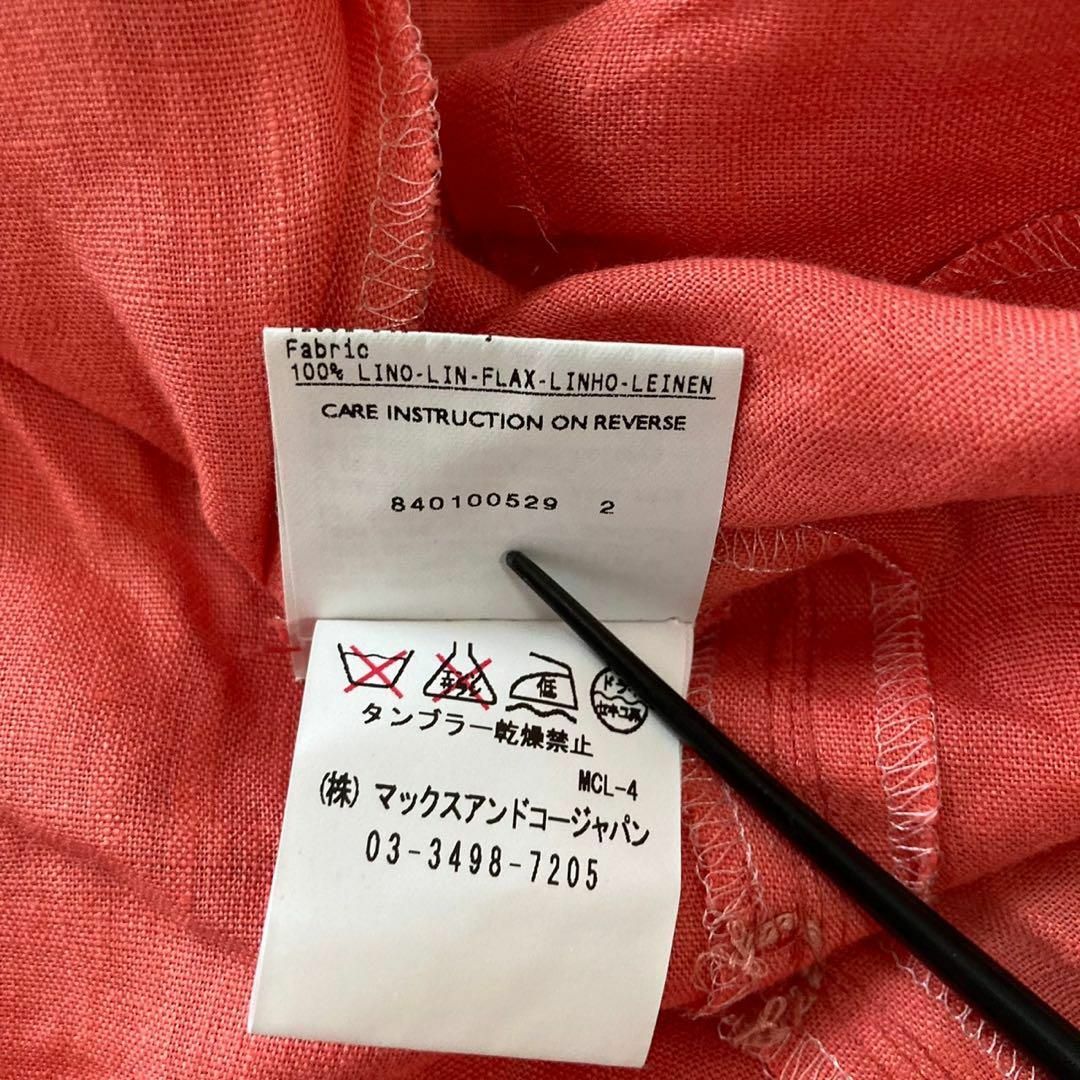 Fabric
100% LINO-LIN-FLAX-LINHO-LEINEN
CARE INSTRUCTION ON REVERSE
840100529 2
低
タンブラー乾燥禁止
MCL-4
(株) マックスアンドコージャパン
03-3498-7205